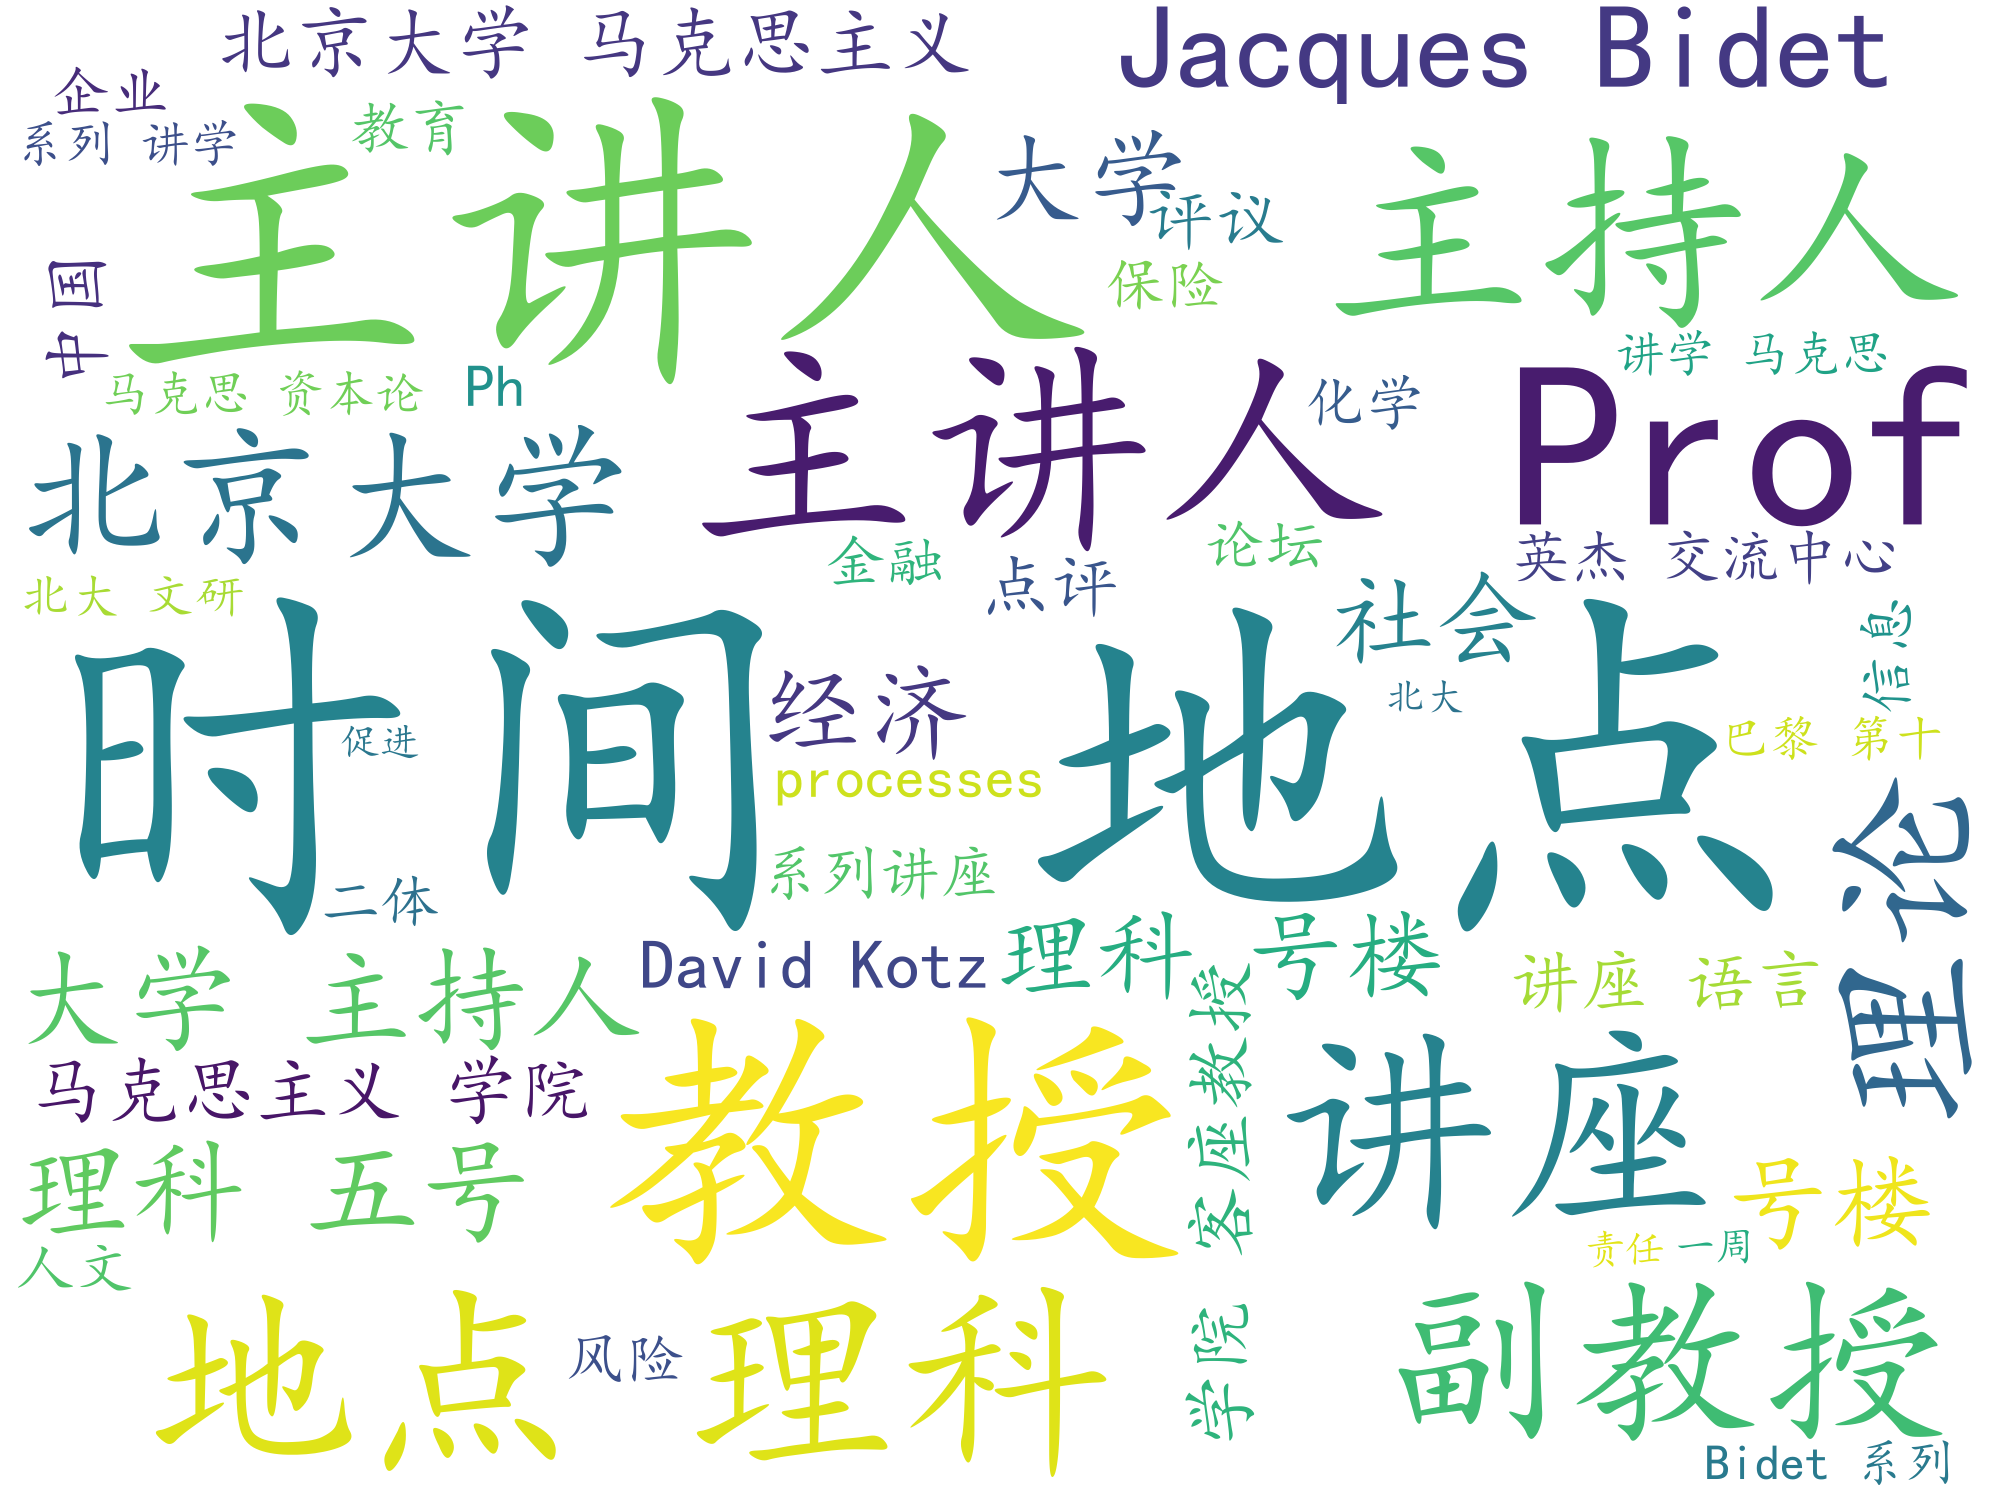 北京大学 马克思主义
Jacques Bidet
企业
系列 讲学
教育
主讲人
大学
评议
保险
主持人
中国
讲学 马克思
马克思 资本论
Ph
主讲人
化学
Prof
北京大学
论坛
金融
点评
英杰 交流中心
北大 文研
时间
地点
社会
信息
经济
北大
促进
processes
巴黎 第十
理论
系列讲座
二体
David Kotz
理科 号楼
讲座 语言
大学 主持人
客座教授
马克思主义 学院
教授
讲座
理科 五号
号楼
人文
责任
一周
地点 理科
风险
学院
副教授
Bidet 系列